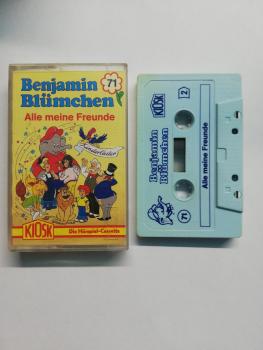 Benjamin
Blümchen
71
Alle meine Freunde
Kinderlieder
KIOSK
Die Hörspiel-Cassette
KIOSK
2
Benjamin
Blümchen
Alle meine Freunde
71